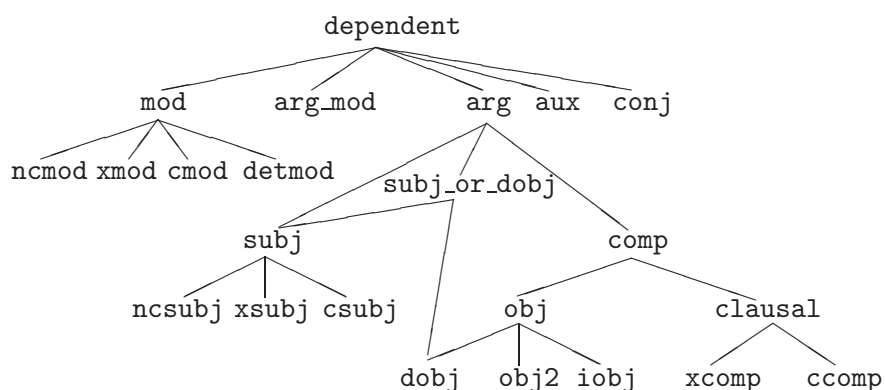 dependent
mod arg_mod arg aux conj
ncmod xmod cmod detmod
subj_or_dobj
subj comp
ncsubj xsubj csubj obj clausal
dobj obj2 iobj xcomp ccomp